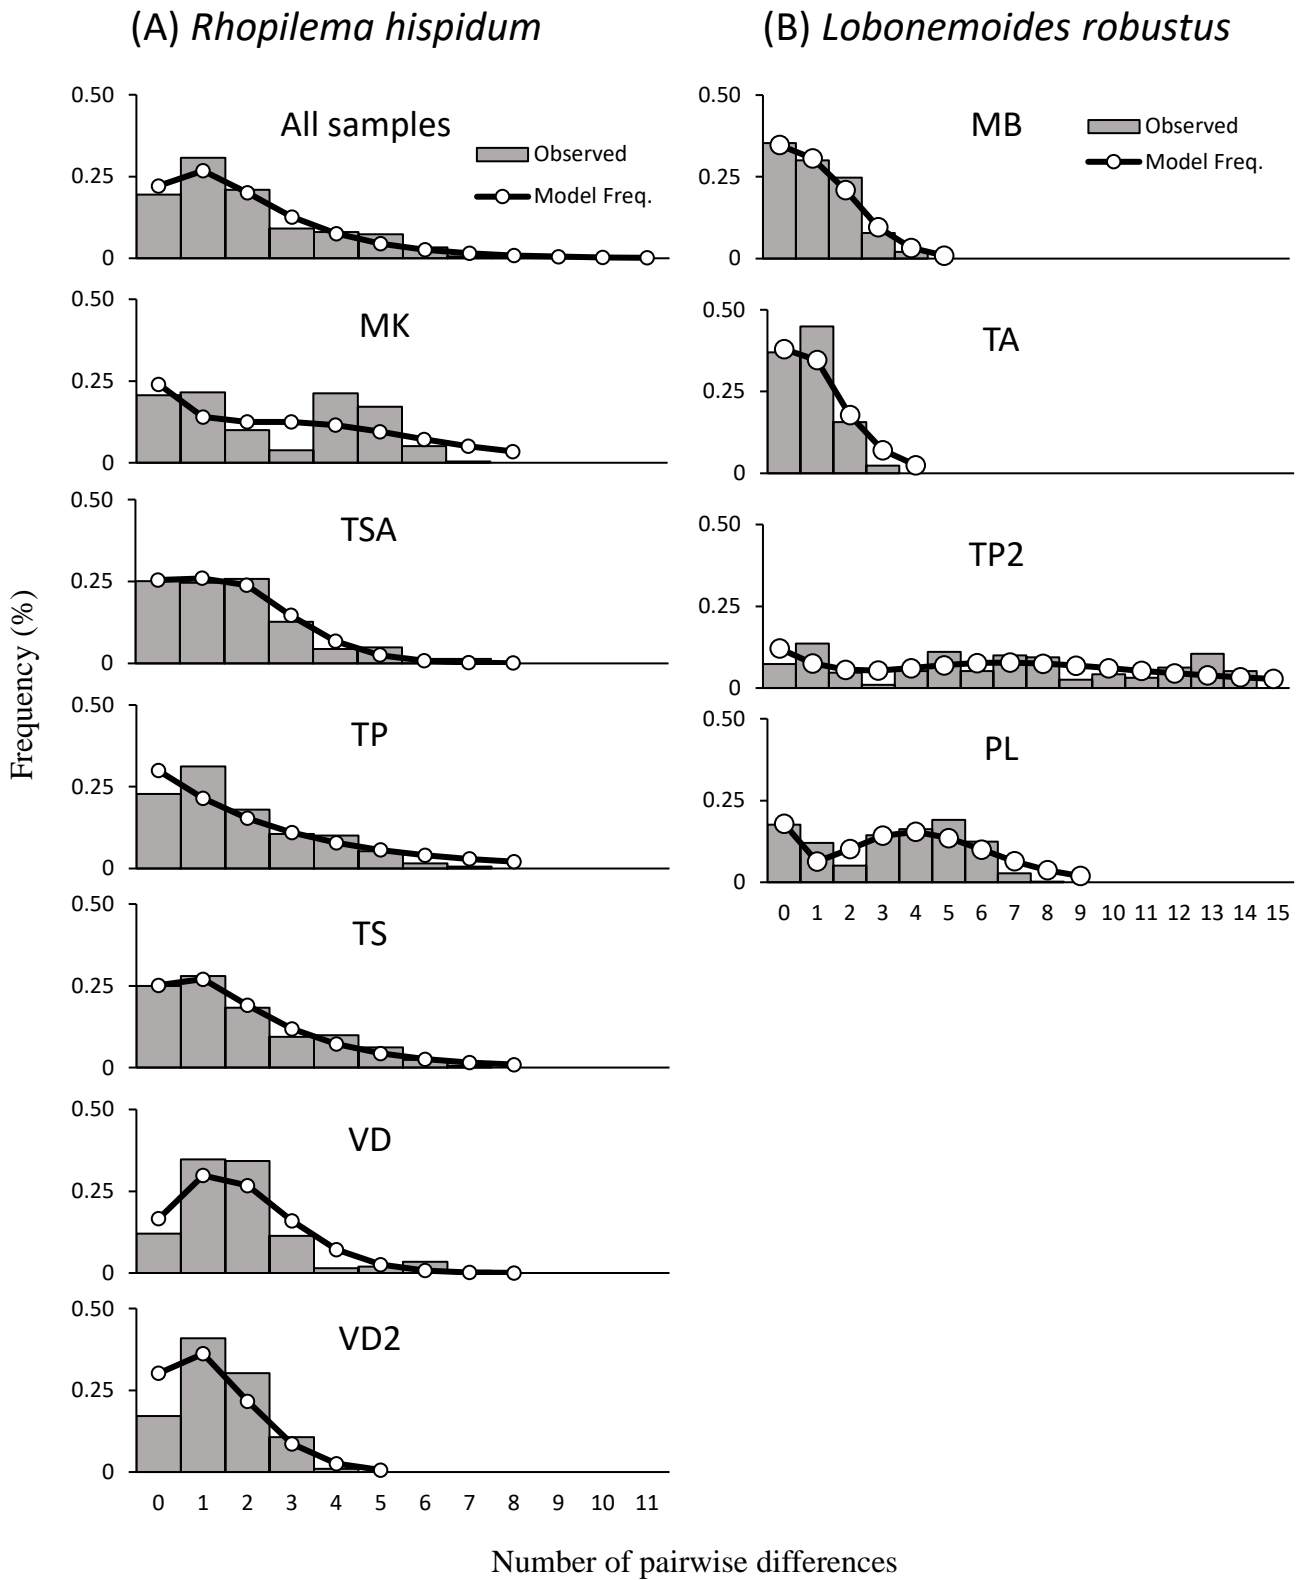 (A) Rhopilema hispidum
All samples
Observed
Model Freq.
0.50
0.25
0
MK
0.50
0.25
0
TSA
0.50
0.25
0
TP
0.50
0.25
0
TS
0.50
0.25
0
VD
0.50
0.25
0
VD2
0.50
0.25
0
0 1 2 3 4 5 6 7 8 9 10 11
(B) Lobonemoides robustus
MB
Observed
Model Freq.
0.50
0.25
0
TA
0.50
0.25
0
TP2
0.50
0.25
0
PL
0.50
0.25
0
0 1 2 3 4 5 6 7 8 9 10 11 12 13 14 15
Frequency (%)
Number of pairwise differences